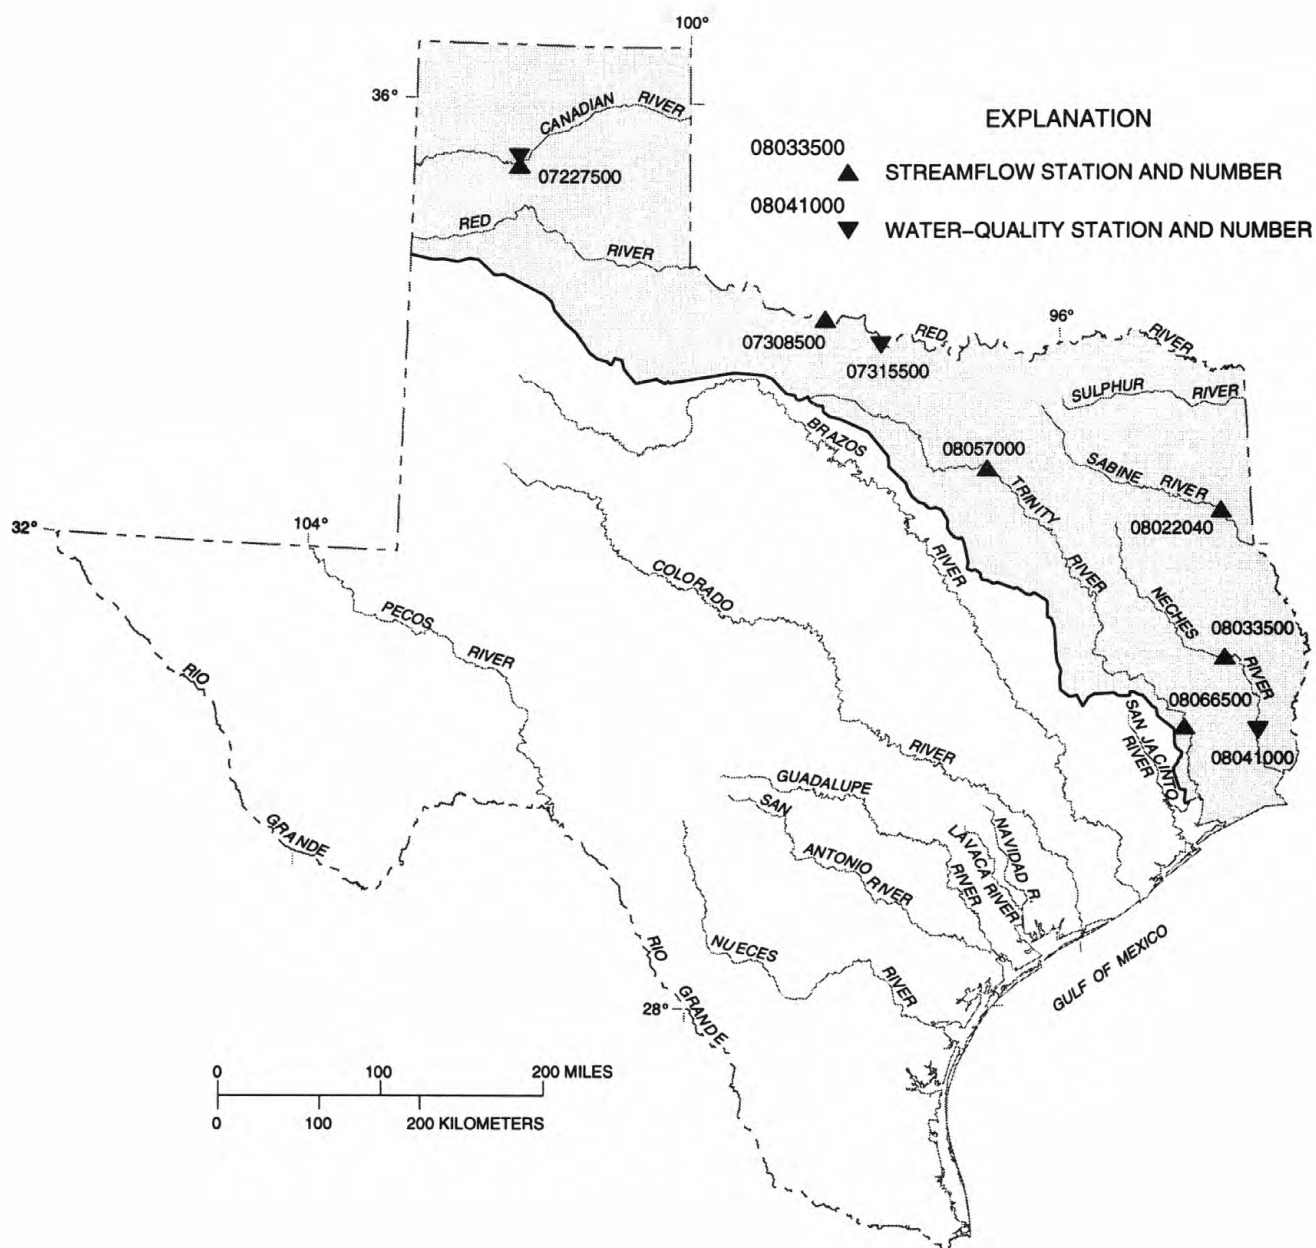 100°
36°
CANADIAN RIVER
07227500
EXPLANATION
08033500
STREAMFLOW STATION AND NUMBER
08041000
WATER-QUALITY STATION AND NUMBER
RED RIVER
07308500
07315500
RED RIVER
96°
SULPHUR RIVER
BRAZOS RIVER
08057000
TRINITY RIVER
SABINE RIVER
08022040
32°
104°
COLORADO RIVER
PECOS RIVER
NECHES RIVER
08033500
08066500
08041000
SAN JACINTO
RIVER
RIO GRANDE
GUADALUPE RIVER
SAN ANTONIO RIVER
LAVACA RIVER
NAVIDAD R.
NUECES RIVER
RIO GRANDE
28°
GULF OF MEXICO
0 100 200 MILES
0 100 200 KILOMETERS